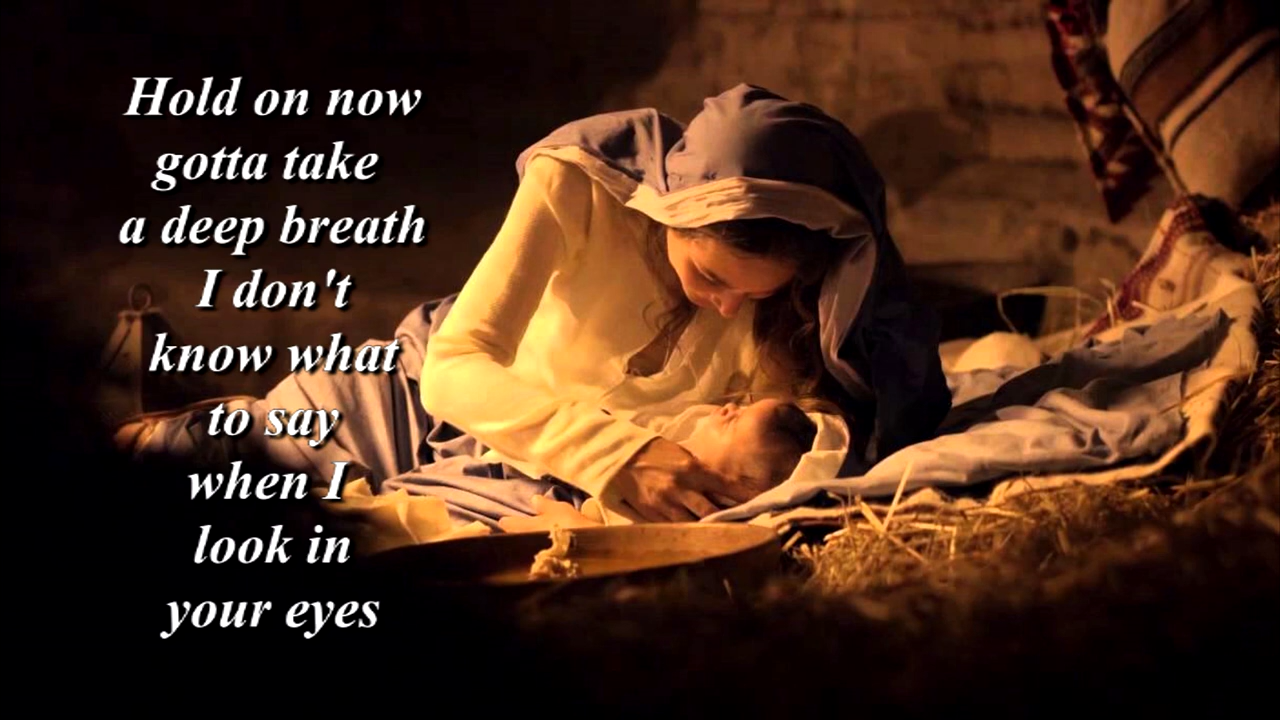 Hold on now
gotta take
a deep breath
I don't
know what
to say
when I
look in
your eyes